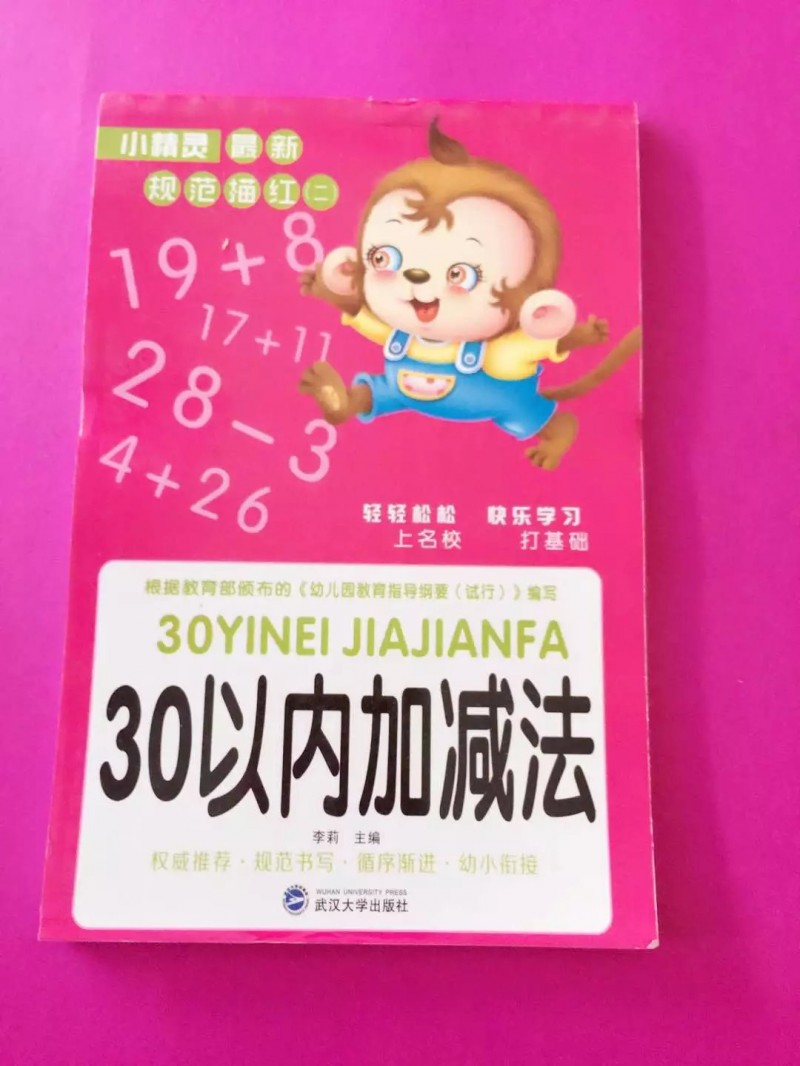 小精灵 最新
规范描红(二)
19+8
17+11
28-3
4+26
轻轻松松 快乐学习
上名校 打基础
根据教育部颁布的《幼儿园教育指导纲要(试行)》编写
30YINEI JIAJIANFA
30以内加减法
李莉 主编
权威推荐·规范书写·循序渐进·幼小衔接
WUHAN UNIVERSITY PRESS
武汉大学出版社